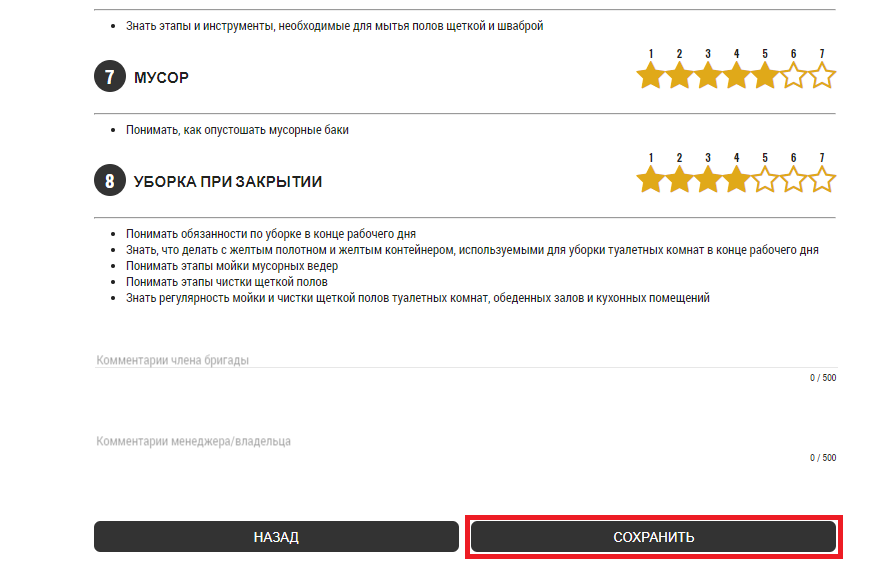 • Знать этапы и инструменты, необходимые для мытья полов щеткой и шваброй
1 2 3 4 5 6 7
7 МУСОР
• Понимать, как опустошать мусорные баки
1 2 3 4 5 6 7
8 УБОРКА ПРИ ЗАКРЫТИИ
• Понимать обязанности по уборке в конце рабочего дня
• Знать, что делать с желтым полотном и желтым контейнером, используемыми для уборки туалетных комнат в конце рабочего дня
• Понимать этапы мойки мусорных ведер
• Понимать этапы чистки щеткой полов
• Знать регулярность мойки и чистки щеткой полов туалетных комнат, обеденных залов и кухонных помещений
Комментарии члена бригады
0 / 500
Комментарии менеджера/владельца
0 / 500
НАЗАД
СОХРАНИТЬ